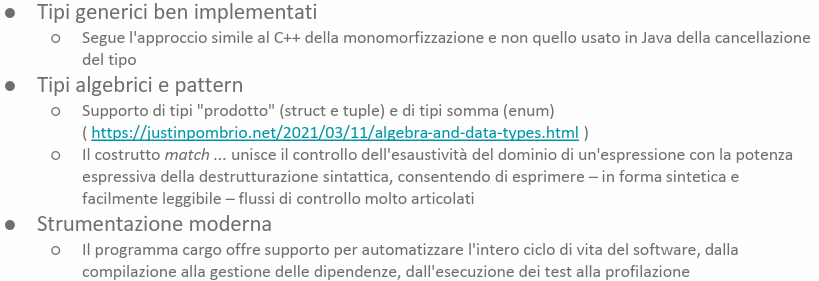 ● Tipi generici ben implementati
○ Segue l'approccio simile al C++ della monomorfizzazione e non quello usato in Java della cancellazione
del tipo
● Tipi algebrici e pattern
○ Supporto di tipi "prodotto" (struct e tuple) e di tipi somma (enum)
( https://justinpombrio.net/2021/03/11/algebra-and-data-types.html )
○ Il costrutto match ... unisce il controllo dell'esaustività del dominio di un'espressione con la potenza
espressiva della destrutturazione sintattica, consentendo di esprimere – in forma sintetica e
facilmente leggibile – flussi di controllo molto articolati
● Strumentazione moderna
○ Il programma cargo offre supporto per automatizzare l'intero ciclo di vita del software, dalla
compilazione alla gestione delle dipendenze, dall'esecuzione dei test alla profilazione